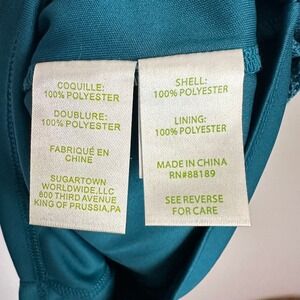 COQUILLE:
100% POLYESTER
DOUBLURE:
100% POLYESTER
FABRIQUÉ EN
CHINE
SUGARTOWN
WORLDWIDE,LLC
800 THIRD AVENUE
KING OF PRUSSIA,PA
SHELL:
100% POLYESTER
LINING:
100% POLYESTER
MADE IN CHINA
RN#88189
SEE REVERSE
FOR CARE